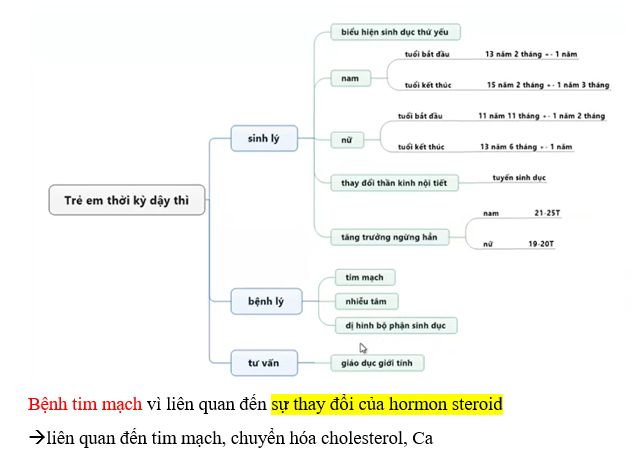 Trẻ em thời kỳ dậy thì
sinh lý
biểu hiện sinh dục thứ yếu
nam
tuổi bắt đầu 13 năm 2 tháng +- 1 năm
tuổi kết thúc 15 năm 2 tháng +- 1 năm 3 tháng
nữ
tuổi bắt đầu 11 năm 11 tháng +- 1 năm 2 tháng
tuổi kết thúc 13 năm 6 tháng +- 1 năm
thay đổi thần kinh nội tiết
tuyến sinh dục
tăng trưởng ngừng hẳn
nam 21-25T
nữ 19-20T
bệnh lý
tim mạch
nhiễu tâm
dị hình bộ phận sinh dục
tư vấn
giáo dục giới tính
Bệnh tim mạch vì liên quan đến sự thay đổi của hormon steroid
→liên quan đến tim mạch, chuyển hóa cholesterol, Ca